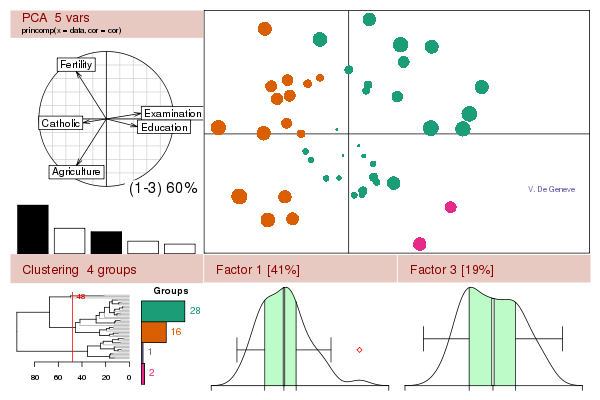 PCA 5 vars
princomp(x = data, cor = cor)
Fertility
Examination
Catholic
Education
Agriculture
(1-3) 60%
V. De Geneve
Clustering 4 groups
Factor 1 [41%]
Factor 3 [19%]
Groups
48
28
16
1
2
80 60 40 20 0